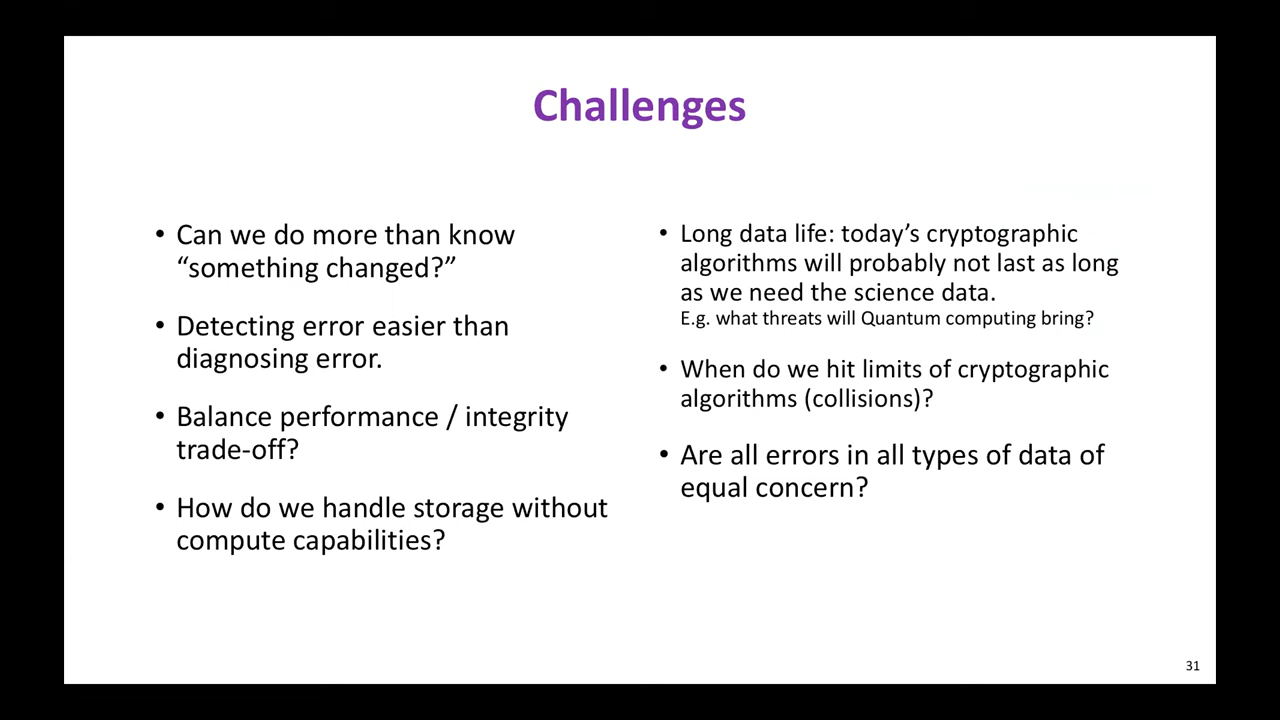 Challenges
• Can we do more than know
“something changed?”
• Detecting error easier than
diagnosing error.
• Balance performance / integrity
trade-off?
• How do we handle storage without
compute capabilities?
• Long data life: today’s cryptographic
algorithms will probably not last as long
as we need the science data.
E.g. what threats will Quantum computing bring?
• When do we hit limits of cryptographic
algorithms (collisions)?
• Are all errors in all types of data of
equal concern?
31